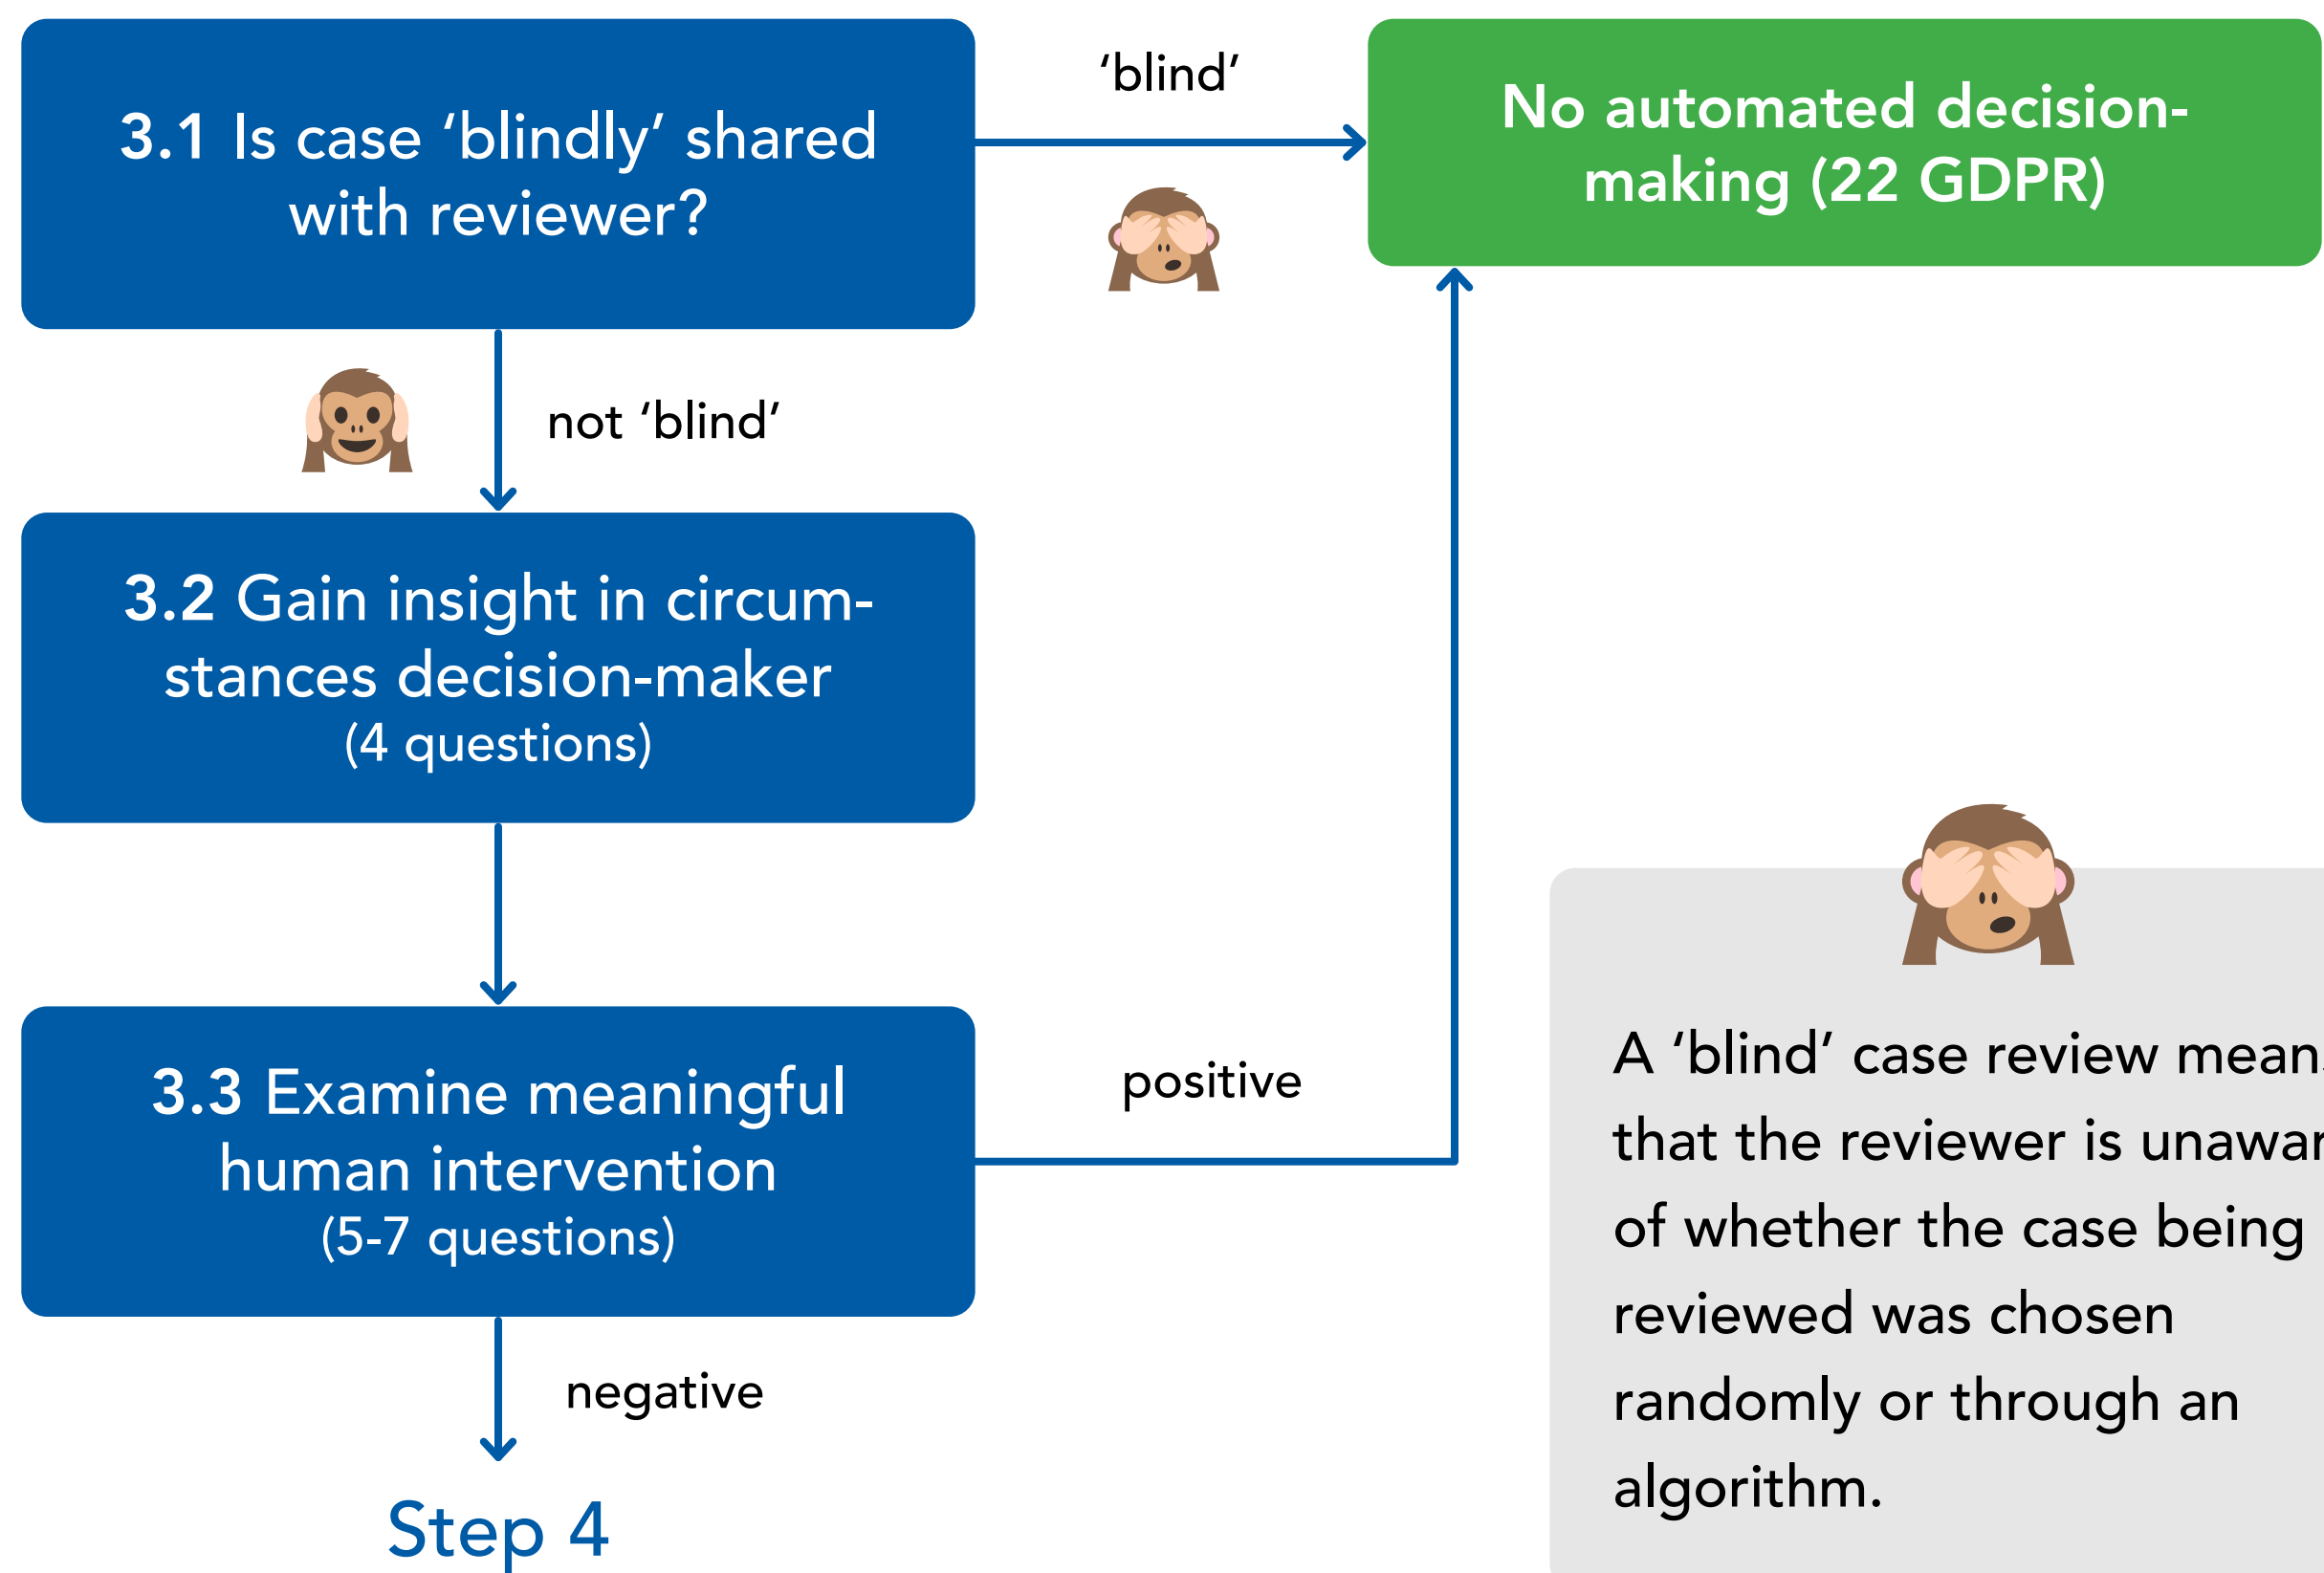 3.1 Is case ‘blindly’ shared
with reviewer?
‘blind’
No automated decision-
making (22 GDPR)
not ‘blind’
3.2 Gain insight in circum-
stances decision-maker
(4 questions)
3.3 Examine meaningful
human intervention
(5-7 questions)
positive
negative
Step 4
A ‘blind’ case review means
that the reviewer is unaware
of whether the case being
reviewed was chosen
randomly or through an
algorithm.